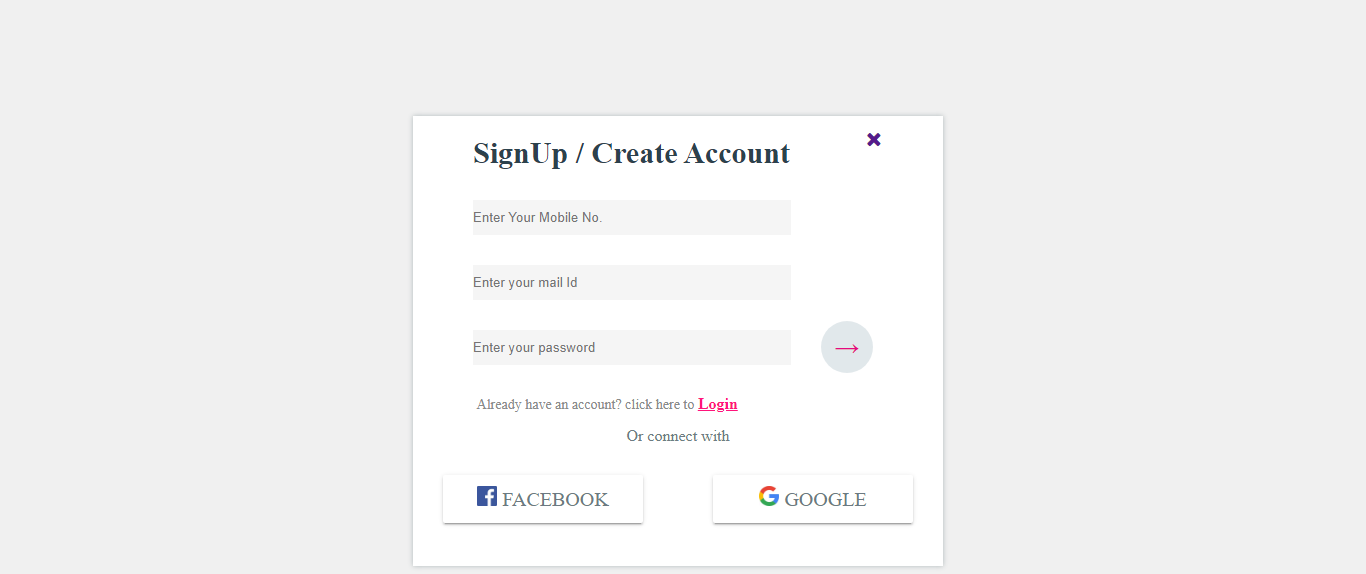 SignUp / Create Account
Enter Your Mobile No.
Enter your mail Id
Enter your password
Already have an account? click here to Login
Or connect with
FACEBOOK
GOOGLE